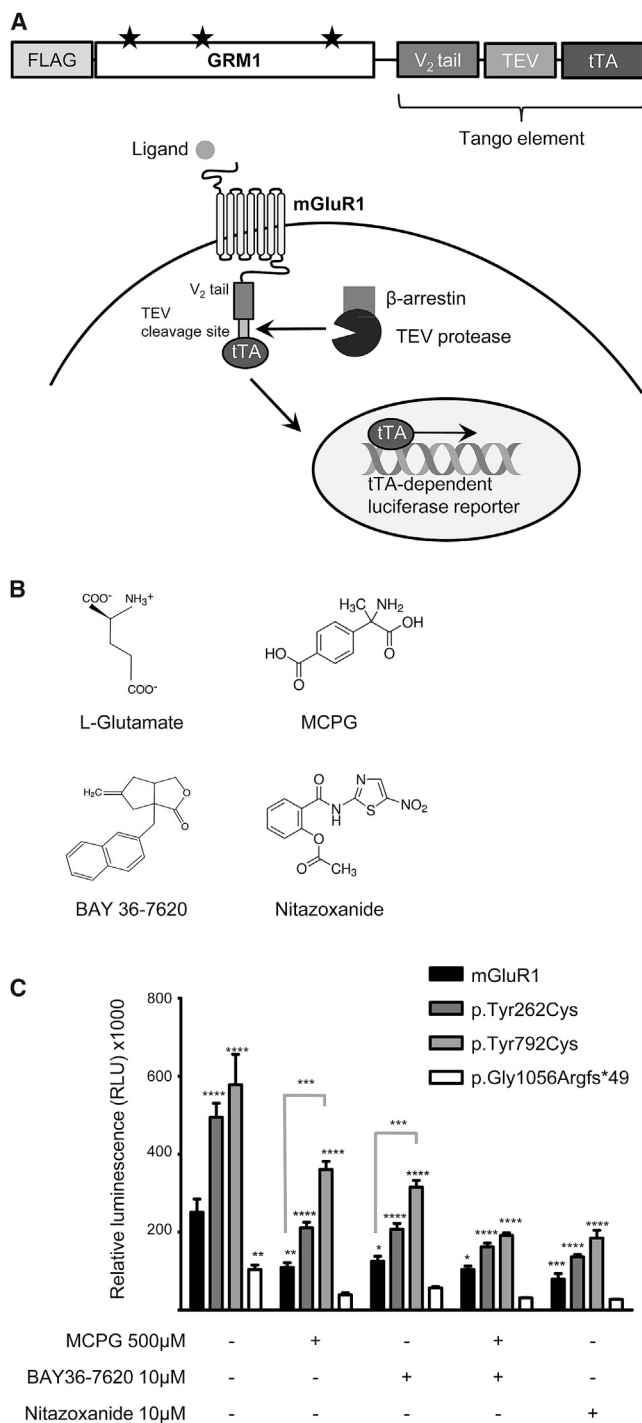 A
FLAG GRM1 V2 tail TEV tTA
Tango element
Ligand
mGluR1
V2 tail
TEV
cleavage site
tTA
β-arrestin
TEV protease
tTA
tTA-dependent
luciferase reporter
B
COO- NH3+
COO-
L-Glutamate
H3C NH2
OH
O
HO
O
MCPG
H2C
O
O
BAY 36-7620
O
N
H
N
S
NO2
O
O
CH3
Nitazoxanide
C
Relative luminescence (RLU) x1000
800
600
400
200
mGluR1
p.Tyr262Cys
p.Tyr792Cys
p.Gly1056Argfs*49
**** **** **
** **** **** ***
* **** **** ***
* **** ****
*** **** ****
MCPG 500µM - + - + -
BAY36-7620 10µM - - + + -
Nitazoxanide 10µM - - - - +